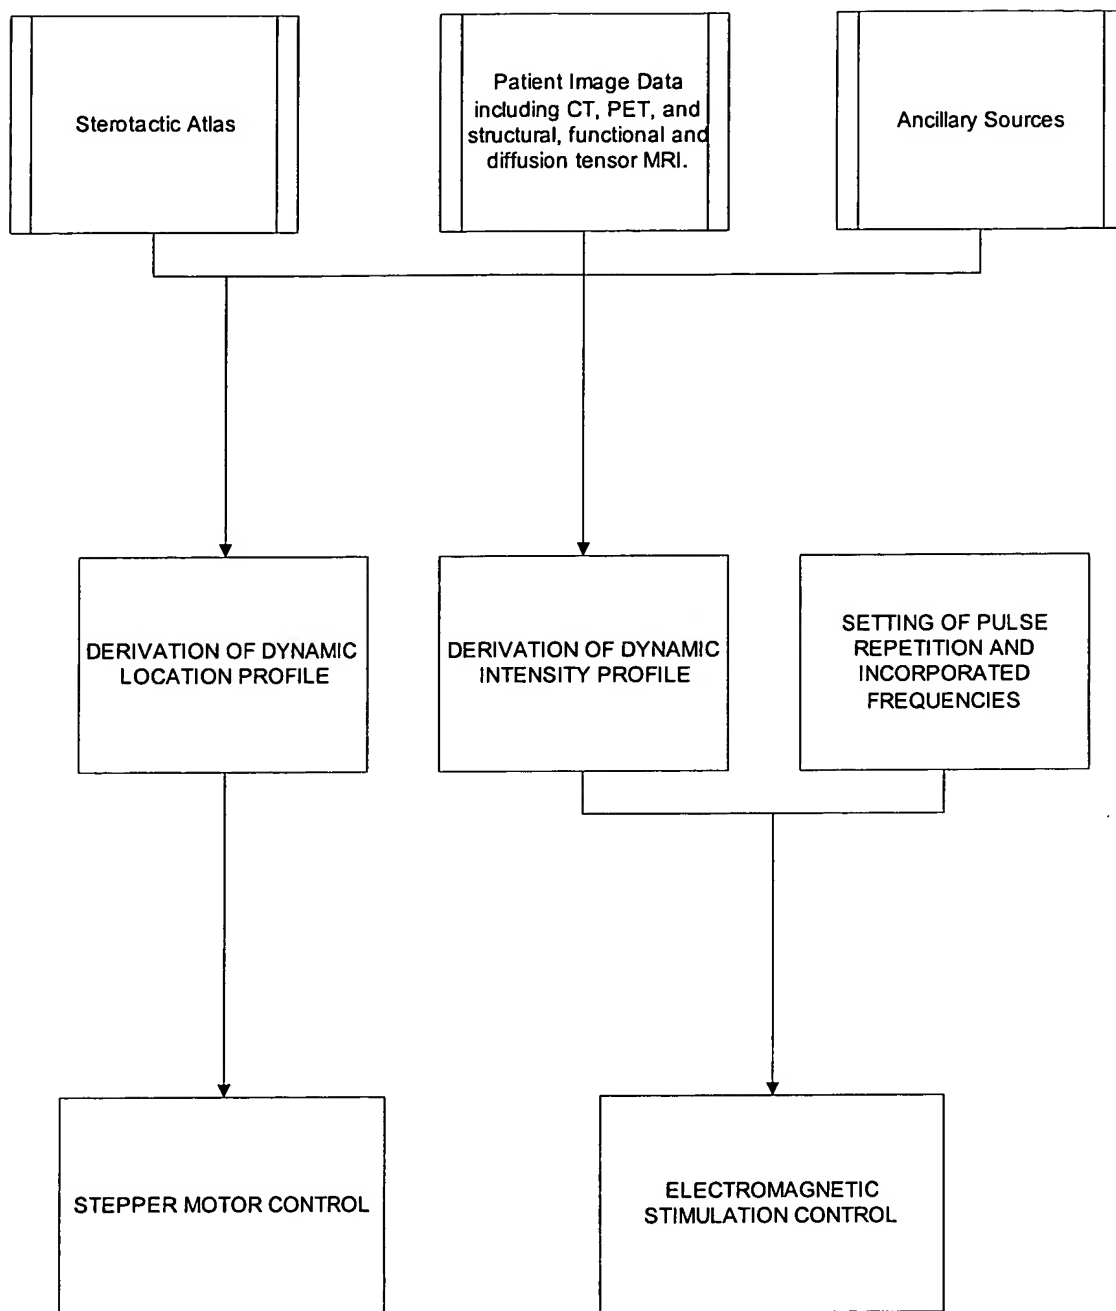 Sterotactic Atlas
Patient Image Data
including CT, PET, and
structural, functional and
diffusion tensor MRI.
Ancillary Sources
DERIVATION OF DYNAMIC
LOCATION PROFILE
DERIVATION OF DYNAMIC
INTENSITY PROFILE
SETTING OF PULSE
REPETITION AND
INCORPORATED
FREQUENCIES
STEPPER MOTOR CONTROL
ELECTROMAGNETIC
STIMULATION CONTROL